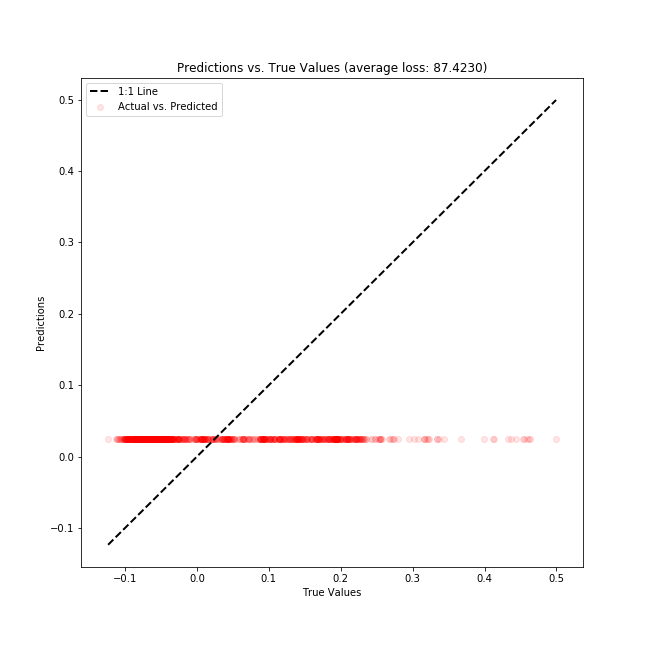 Predictions vs. True Values (average loss: 87.4230)
1:1 Line
Actual vs. Predicted
0.5
0.4
0.3
0.2
0.1
0.0
−0.1
Predictions
−0.1 0.0 0.1 0.2 0.3 0.4 0.5
True Values